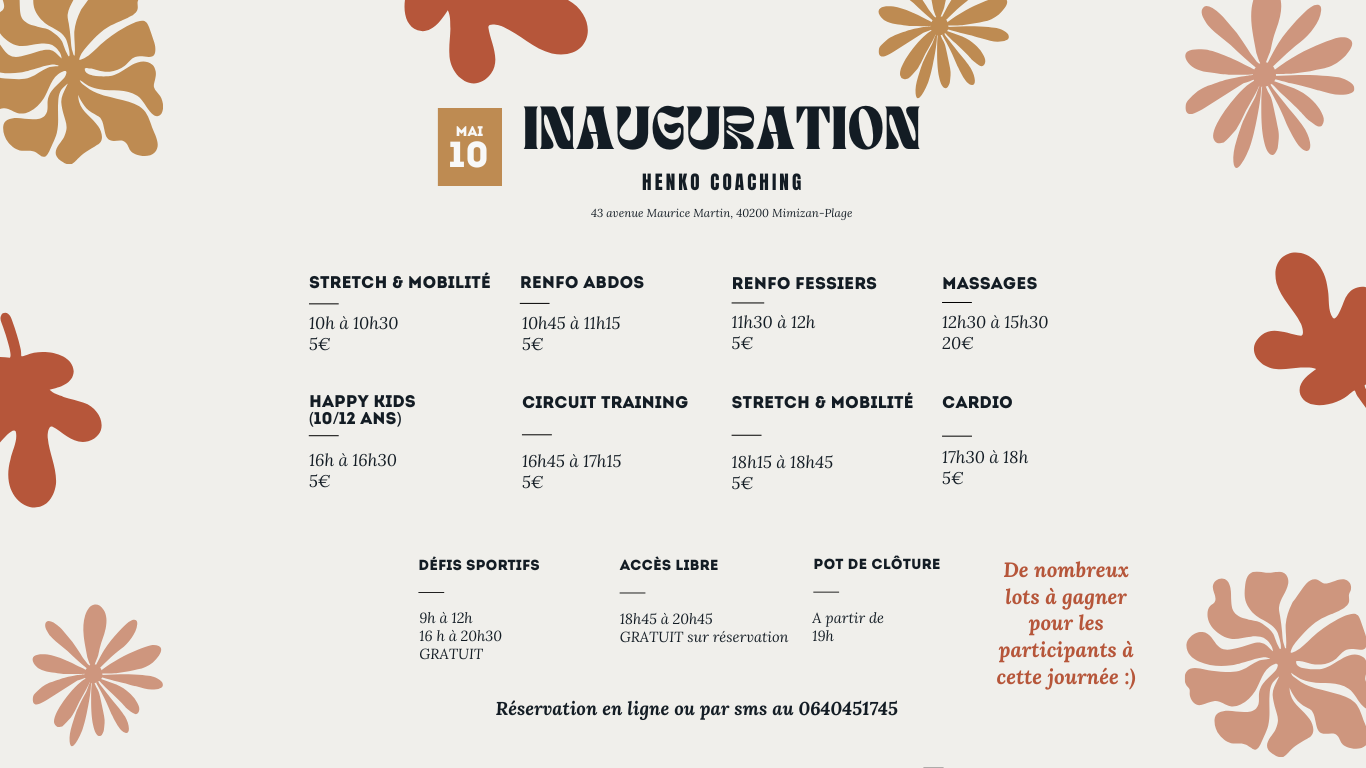 MAI
10
INAUGURATION
HENKO COACHING
43 avenue Maurice Martin, 40200 Mimizan-Plage
STRETCH & MOBILITÉ
10h à 10h30
5€
RENFO ABDOS
10h45 à 11h15
5€
RENFO FESSIERS
11h30 à 12h
5€
MASSAGES
12h30 à 15h30
20€
HAPPY KIDS
(10/12 ANS)
16h à 16h30
5€
CIRCUIT TRAINING
16h45 à 17h15
5€
STRETCH & MOBILITÉ
18h15 à 18h45
5€
CARDIO
17h30 à 18h
5€
DÉFIS SPORTIFS
9h à 12h
16 h à 20h30
GRATUIT
ACCÈS LIBRE
18h45 à 20h45
GRATUIT sur réservation
POT DE CLÔTURE
A partir de
19h
De nombreux
lots à gagner
pour les
participants à
cette journée :)
Réservation en ligne ou par sms au 0640451745